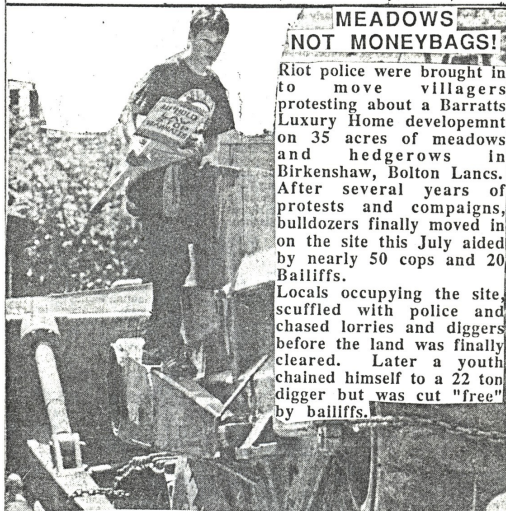 MEADOWS
NOT MONEYBAGS!
Riot police were brought in
to move villagers
protesting about a Barratts
Luxury Home developemnt
on 35 acres of meadows
and hedgerows in
Birkenshaw, Bolton Lancs.
After several years of
protests and compaigns,
bulldozers finally moved in
on the site this July aided
by nearly 50 cops and 20
Bailiffs.
Locals occupying the site,
scuffled with police and
chased lorries and diggers
before the land was finally
cleared. Later a youth
chained himself to a 22 ton
digger but was cut "free"
by bailiffs.